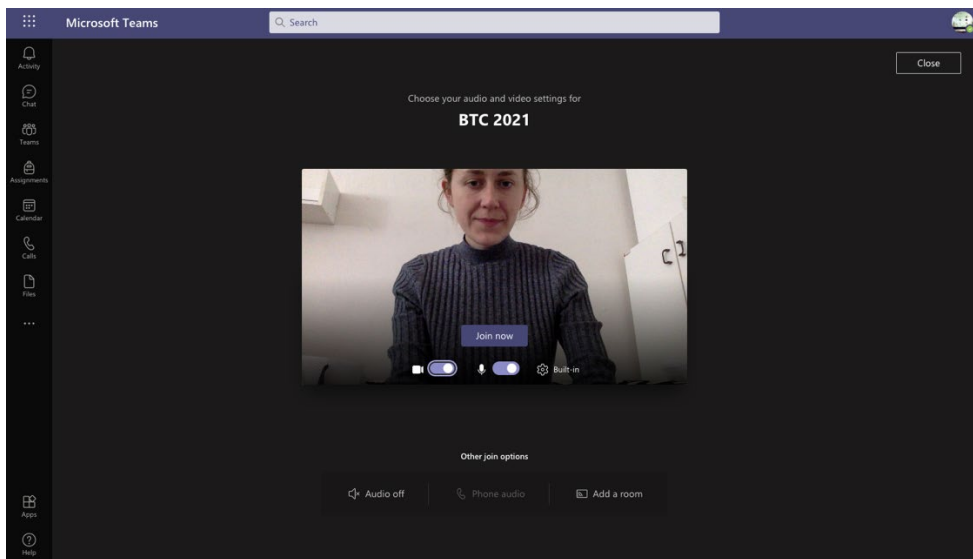 Microsoft Teams
Search
Activity
Chat
Teams
Assignments
Calendar
Calls
Files
Apps
Help
Close
Choose your audio and video settings for
BTC 2021
Join now
Built-in
Other join options
Audio off
Phone audio
Add a room